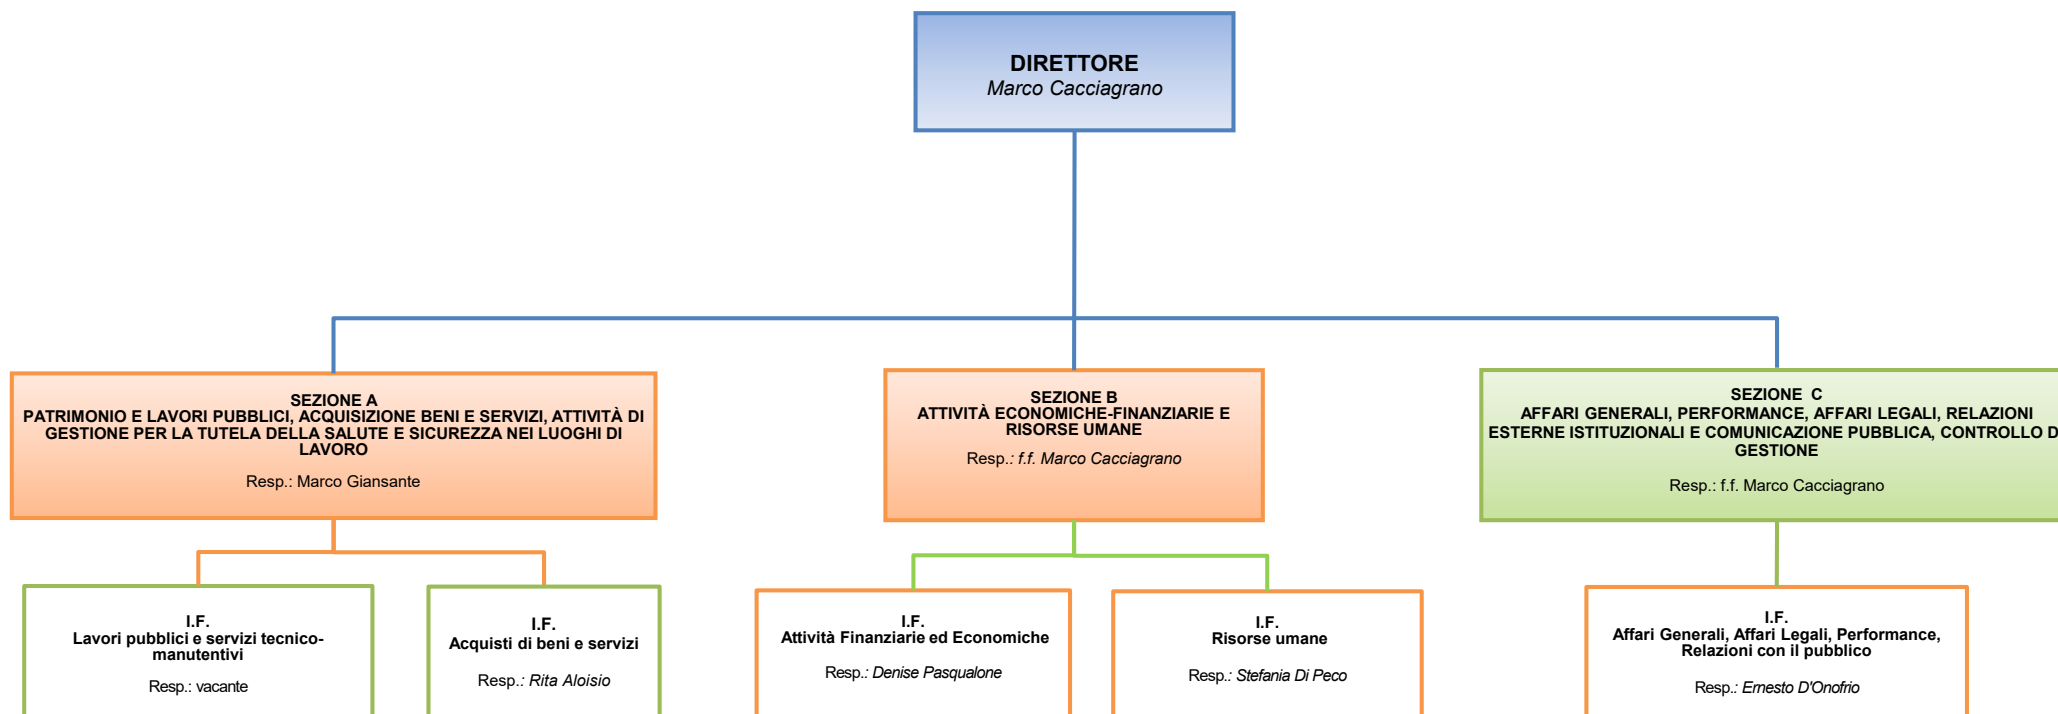 DIRETTORE
Marco Cacciagrano
SEZIONE A
PATRIMONIO E LAVORI PUBBLICI, ACQUISIZIONE BENI E SERVIZI, ATTIVITÀ DI
GESTIONE PER LA TUTELA DELLA SALUTE E SICUREZZA NEI LUOGHI DI
LAVORO
Resp.: Marco Giansante
SEZIONE B
ATTIVITÀ ECONOMICHE-FINANZIARIE E
RISORSE UMANE
Resp.: f.f. Marco Cacciagrano
SEZIONE C
AFFARI GENERALI, PERFORMANCE, AFFARI LEGALI, RELAZIONI
ESTERNE ISTITUZIONALI E COMUNICAZIONE PUBBLICA, CONTROLLO D
GESTIONE
Resp.: f.f. Marco Cacciagrano
I.F.
Lavori pubblici e servizi tecnico-
manutentivi
Resp.: vacante
I.F.
Acquisti di beni e servizi
Resp.: Rita Aloisio
I.F.
Attività Finanziarie ed Economiche
Resp.: Denise Pasqualone
I.F.
Risorse umane
Resp.: Stefania Di Peco
I.F.
Affari Generali, Affari Legali, Performance,
Relazioni con il pubblico
Resp.: Ernesto D'Onofrio